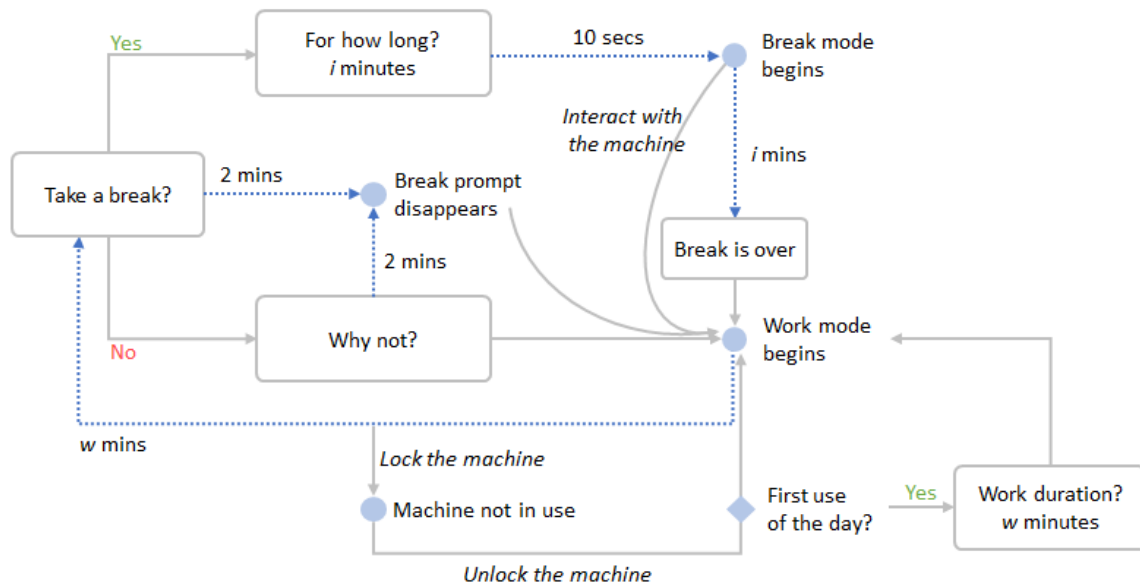 Yes
For how long?
i minutes
10 secs
Break mode
begins
Interact with
the machine
i mins
Take a break?
2 mins
Break prompt
disappears
2 mins
Break is over
No
Why not?
Work mode
begins
w mins
Lock the machine
Machine not in use
Unlock the machine
First use
of the day?
Yes
Work duration?
w minutes